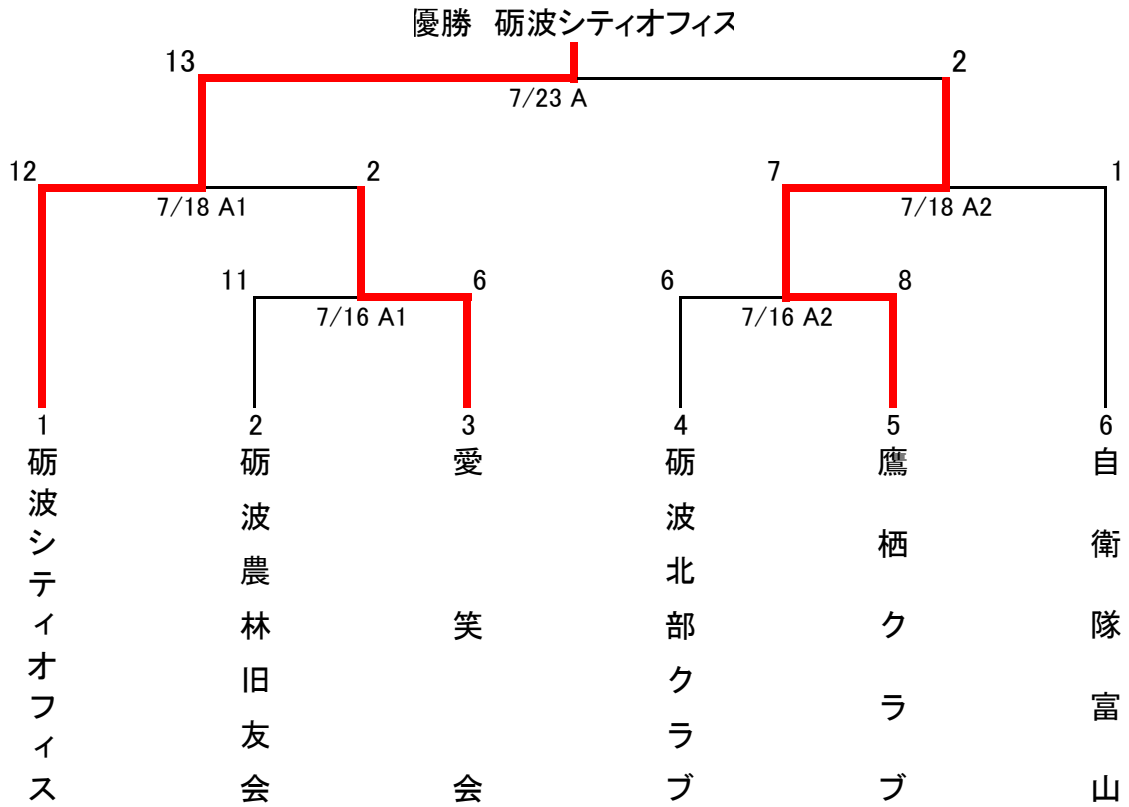 優勝 砺波シティオフィス
13
2
7/23 A
12
2
7
1
7/18 A1
7/18 A2
11
6
6
8
7/16 A1
7/16 A2
1
2
3
4
5
6
砺波シティオフィス
砺波農林旧友会
愛笑会
砺波北部クラブ
鷹栖クラブ
自衛隊富山